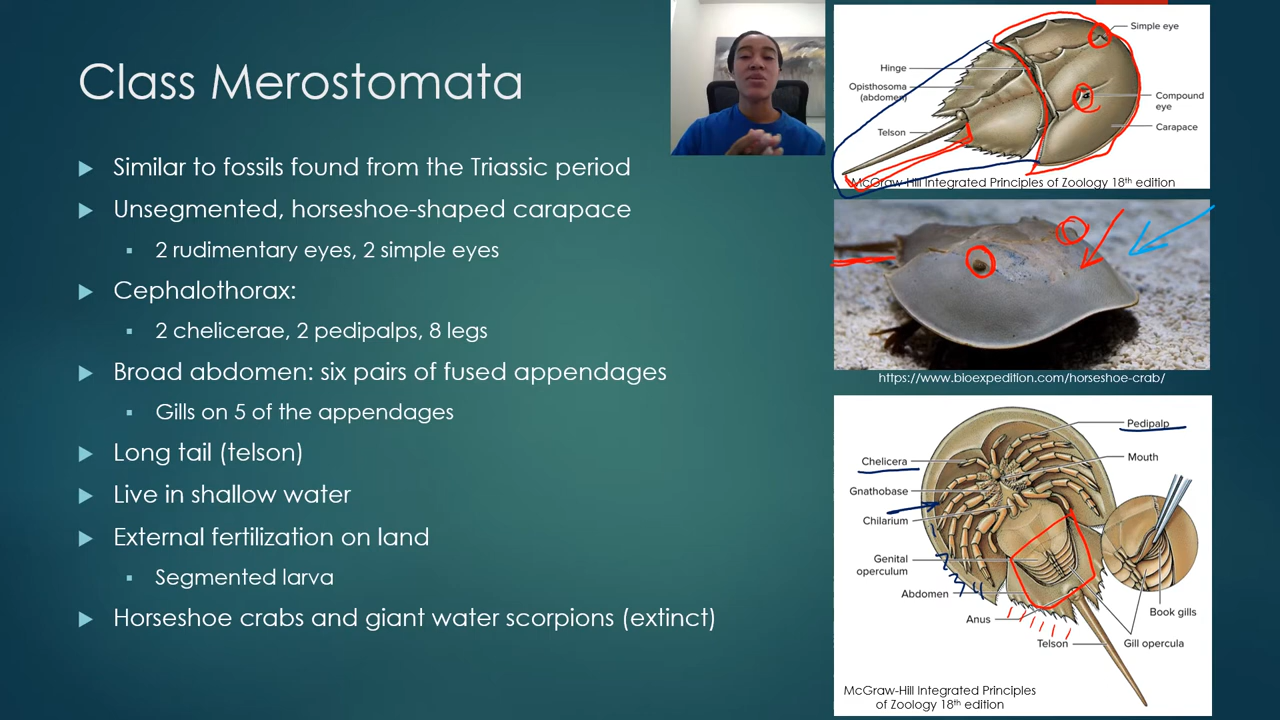 Class Merostomata
Similar to fossils found from the Triassic period
Unsegmented, horseshoe-shaped carapace
2 rudimentary eyes, 2 simple eyes
Cephalothorax:
2 chelicerae, 2 pedipalps, 8 legs
Broad abdomen: six pairs of fused appendages
Gills on 5 of the appendages
Long tail (telson)
Live in shallow water
External fertilization on land
Segmented larva
Horseshoe crabs and giant water scorpions (extinct)
Simple eye
Hinge
Opisthosoma
(abdomen)
Compound
eye
Carapace
Telson
McGraw-Hill Integrated Principles of Zoology 18th edition
https://www.bioexpedition.com/horseshoe-crab/
Pedipalp
Mouth
Chelicera
Gnathobase
Chilarium
Genital
operculum
Abdomen
Anus
Telson
Book gills
Gill opercula
McGraw-Hill Integrated Principles
of Zoology 18th edition